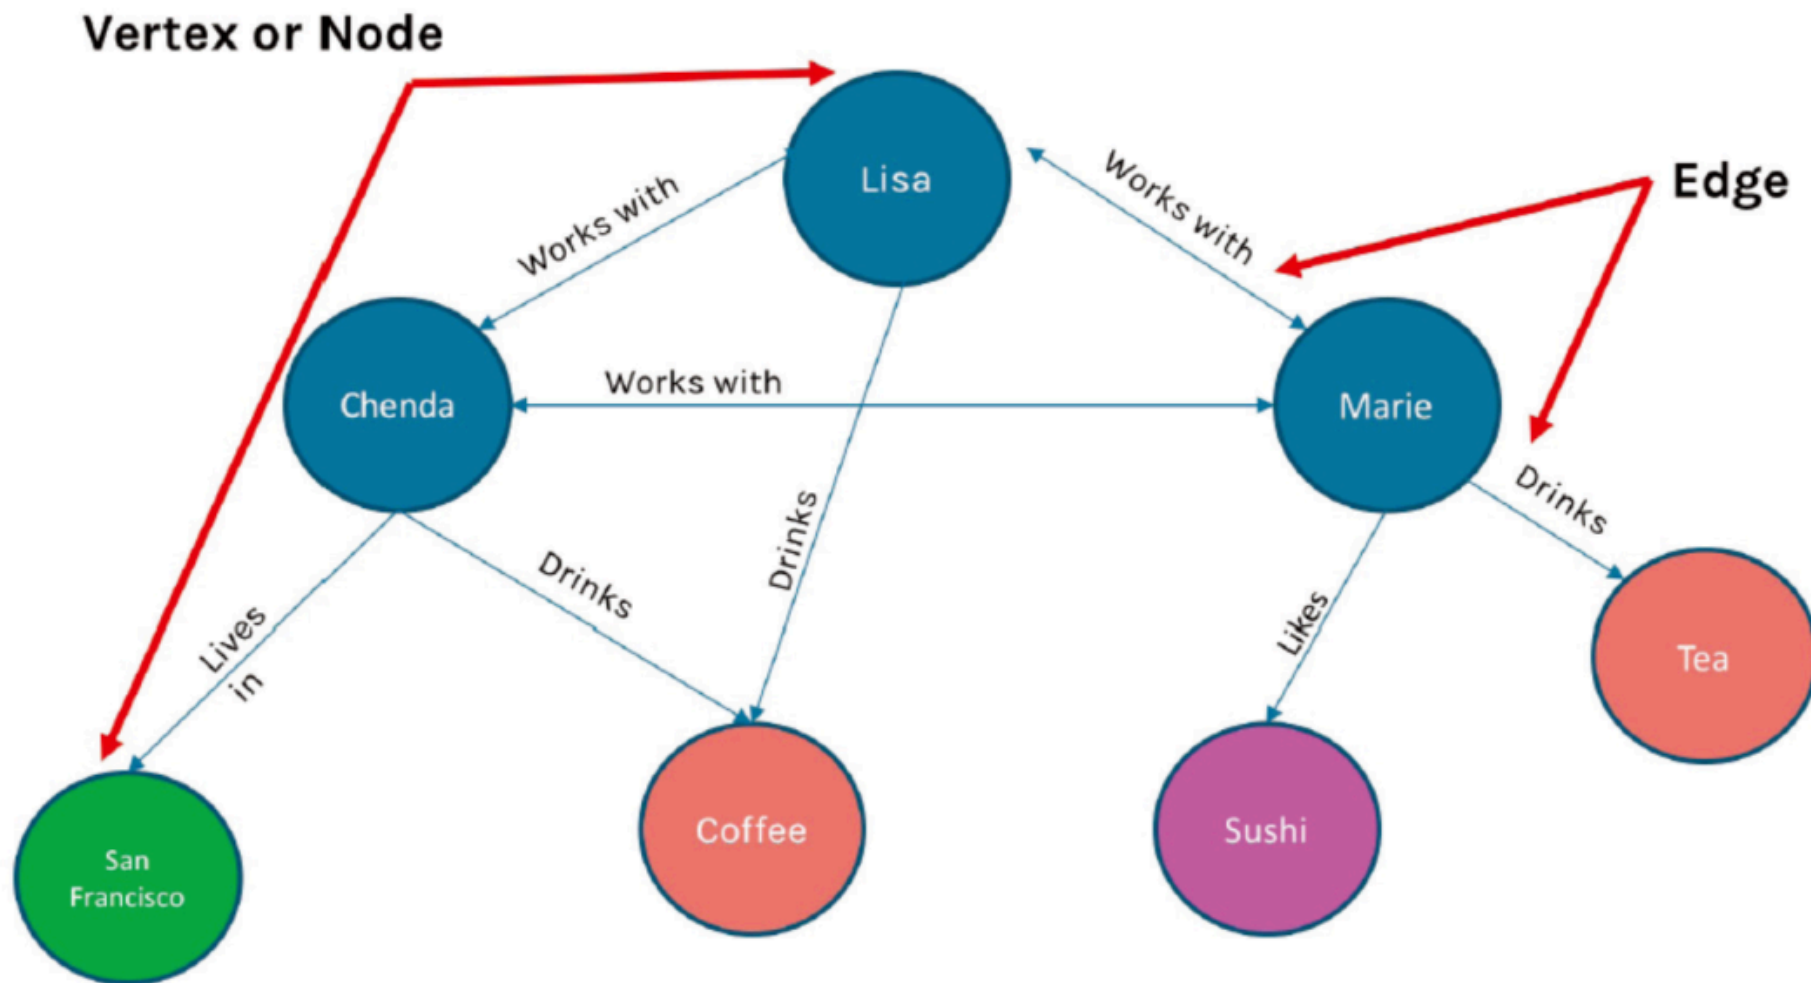 Vertex or Node
Lisa
Edge
Works with
Works with
Chenda
Works with
Marie
Drinks
Drinks
Drinks
Lives
in
Likes
Tea
San
Francisco
Coffee
Sushi